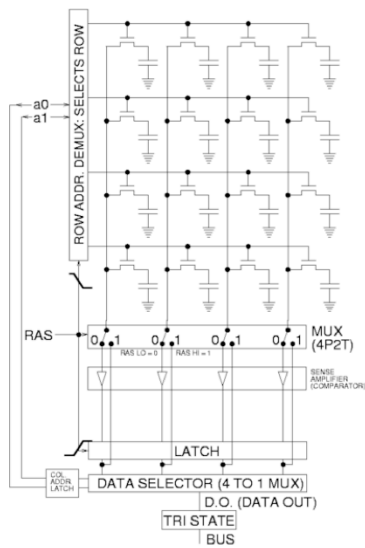 ROW ADDR. DEMUX: SELECTS ROW
a0
a1
RAS
0 1 0 1 0 1 0 1
MUX
(4P2T)
RAS LO = 0 RAS HI = 1
SENSE
AMPLIFIER
(COMPARATOR)
LATCH
COL.
ADDR.
LATCH
DATA SELECTOR (4 TO 1 MUX)
D.O. (DATA OUT)
TRI STATE
BUS